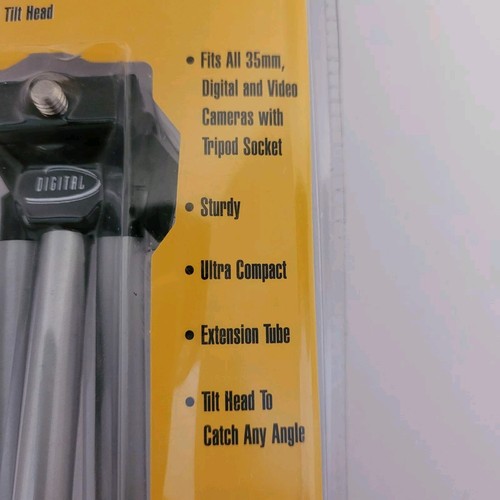 Tilt Head
• Fits All 35mm,
Digital and Video
Cameras with
Tripod Socket
DIGITAL
• Sturdy
• Ultra Compact
• Extension Tube
• Tilt Head To
Catch Any Angle